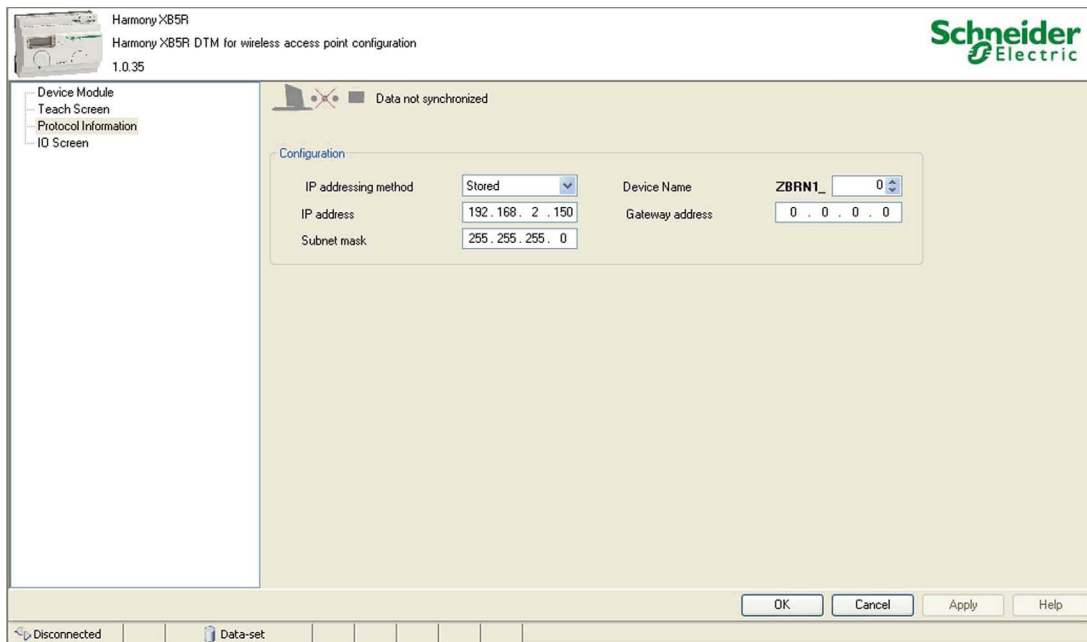 Harmony XB5R
Harmony XB5R DTM for wireless access point configuration
1.0.35
Schneider
Electric
Device Module
Teach Screen
Protocol Information
IO Screen
Data not synchronized
Configuration
IP addressing method Stored Device Name ZBRN1_ 0
IP address 192.168. 2 .150 Gateway address 0 . 0 . 0 . 0
Subnet mask 255.255.255. 0
OK Cancel Apply Help
Disconnected Data-set